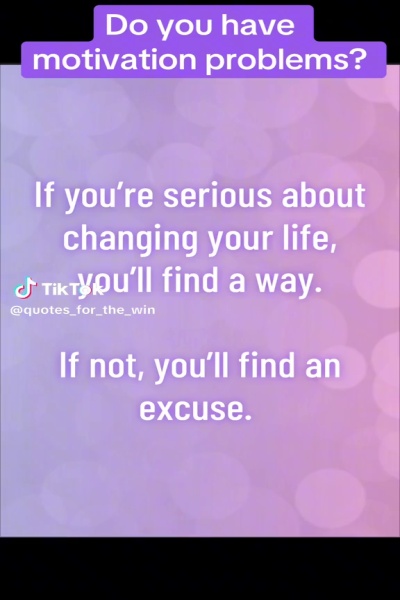 Do you have
motivation problems?
If you’re serious about
changing your life,
you’ll find a way.
TikTok
@quotes_for_the_win
If not, you’ll find an
excuse.